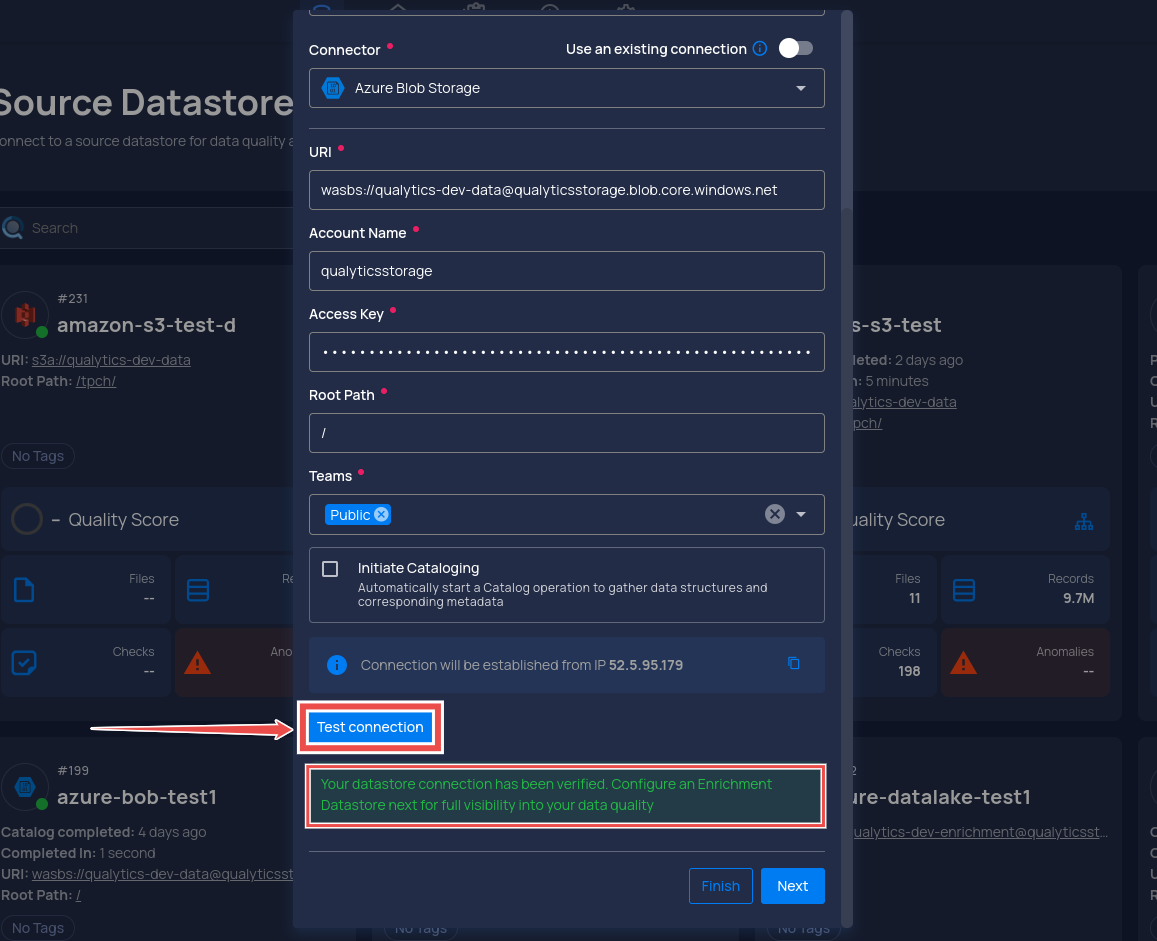 Connector
Use an existing connection
Azure Blob Storage
Source Datastore
onnect to a source datastore for data quality a
URI
wasbs://qualytics-dev-data@qualyticsstorage.blob.core.windows.net
Search
Account Name
qualyticsstorage
#231
amazon-s3-test-d
URI: s3a://qualytics-dev-data
Root Path: /tpch/
No Tags
Access Key
Root Path
/
Teams
Public
s-s3-test
leted: 2 days ago
n: 5 minutes
alytics-dev-data
pch/
– Quality Score
uality Score
Files
--
Re
Files
11
Records
9.7M
Initiate Cataloging
Automatically start a Catalog operation to gather data structures and
corresponding metadata
Checks
--
Ano
Checks
198
Anomalies
--
Connection will be established from IP 52.5.95.179
Test connection
Your datastore connection has been verified. Configure an Enrichment
Datastore next for full visibility into your data quality
#199
azure-bob-test1
Catalog completed: 4 days ago
Completed In: 1 second
URI: wasbs://qualytics-dev-data@qualyticsst
Root Path: /
No Tags
2
ure-datalake-test1
ualytics-dev-enrichment@qualyticsst...
Finish
Next
No Tags
No Tags